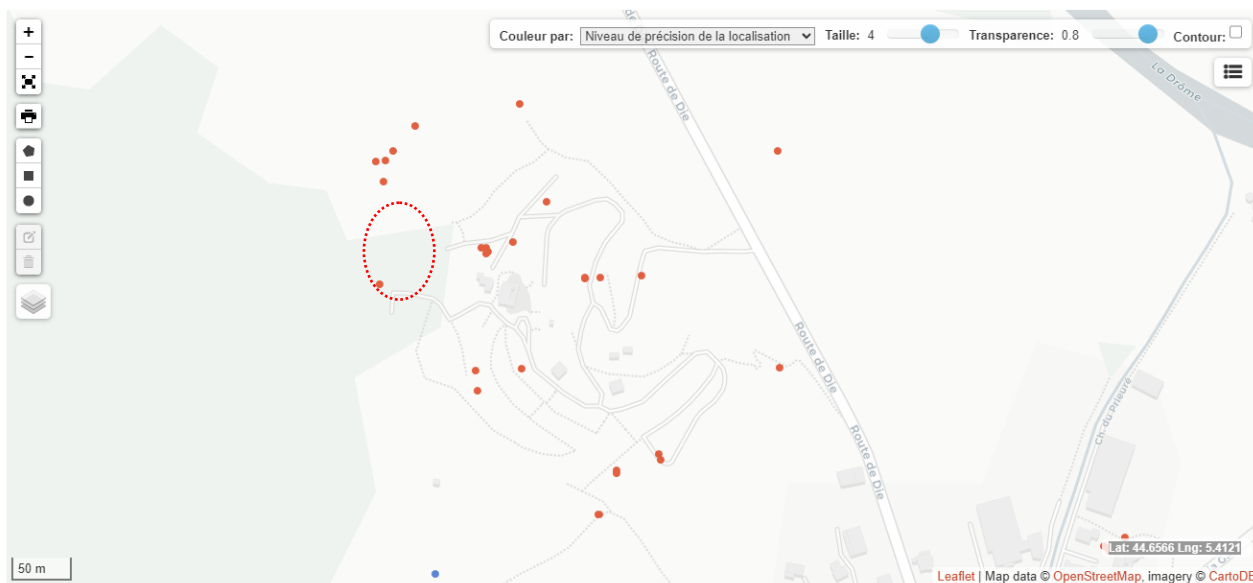 +
−
Couleur par: Niveau de précision de la localisation Taille: 4 Transparence: 0.8 Contour:
Route de Die
La Drôme
Route de Die
Ch. du Prieuré
Route de Die
Lat: 44.6566 Lng: 5.4121
50 m
Leaflet | Map data © OpenStreetMap, imagery © CartoDB